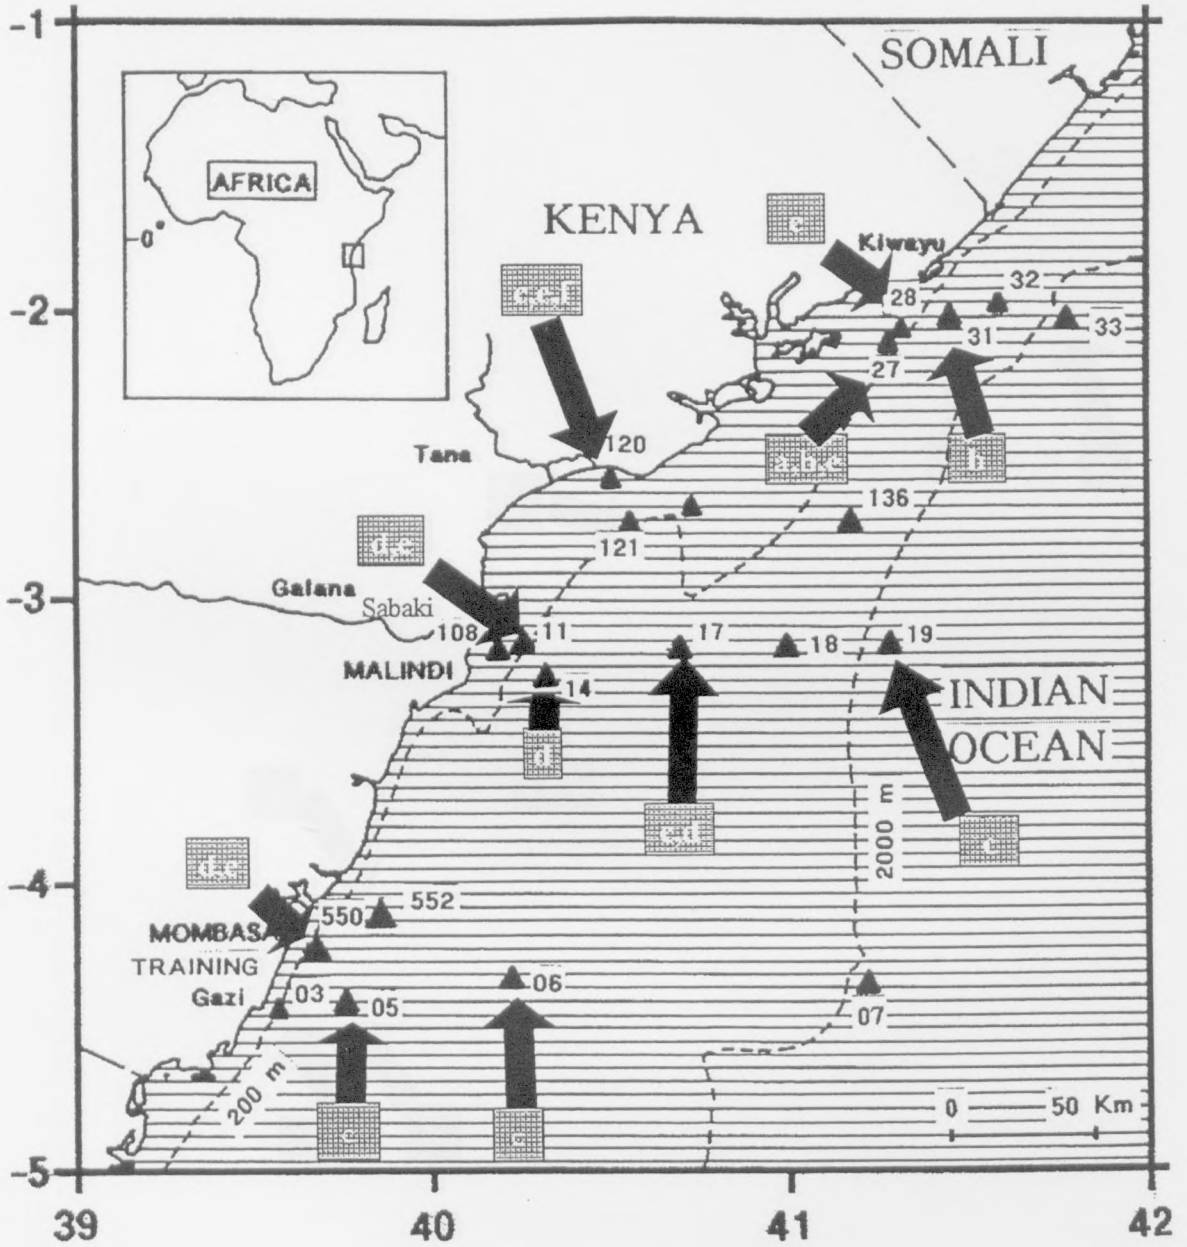 -1
SOMALI
AFRICA
0°
KENYA
e
Kiwayu
32
c,e,f
28
-2
31
33
27
120
Tana
a,b,e
b
136
d,e
121
-3
Galana
Sabaki
108
11
17
18
19
MALINDI
14
INDIAN
OCEAN
d
2000 m
c,d
-4
552
550
MOMBASA
TRAINING
06
Gazi
03
05
07
200 m
0
50 Km
-5
39
40
41
42